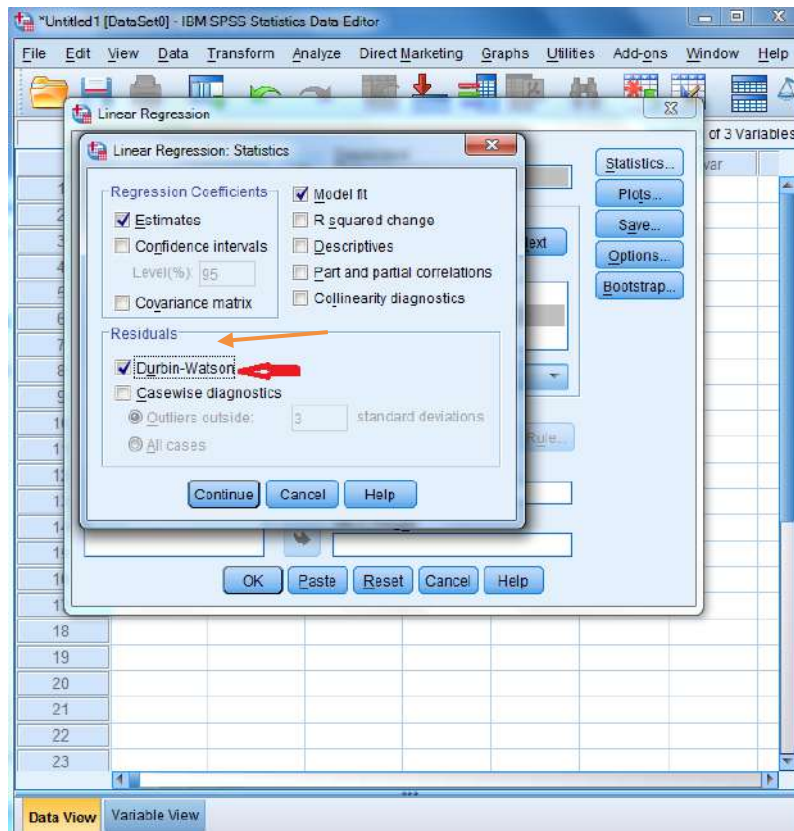 *Untitled1 [DataSet0] - IBM SPSS Statistics Data Editor
File Edit View Data Transform Analyze Direct Marketing Graphs Utilities Add-ons Window Help
Linear Regression
of 3 Variables
Linear Regression: Statistics
Statistics...
var
Regression Coefficients
Model fit
Plots...
Estimates
R squared change
Save...
Confidence intervals
Descriptives
ext
Options...
Level(%): 95
Part and partial correlations
Bootstrap...
Covariance matrix
Collinearity diagnostics
Residuals
Durbin-Watson
Casewise diagnostics
Outliers outside: 3 standard deviations
All cases
Rule...
Continue Cancel Help
OK Paste Reset Cancel Help
18
19
20
21
22
23
Data View Variable View